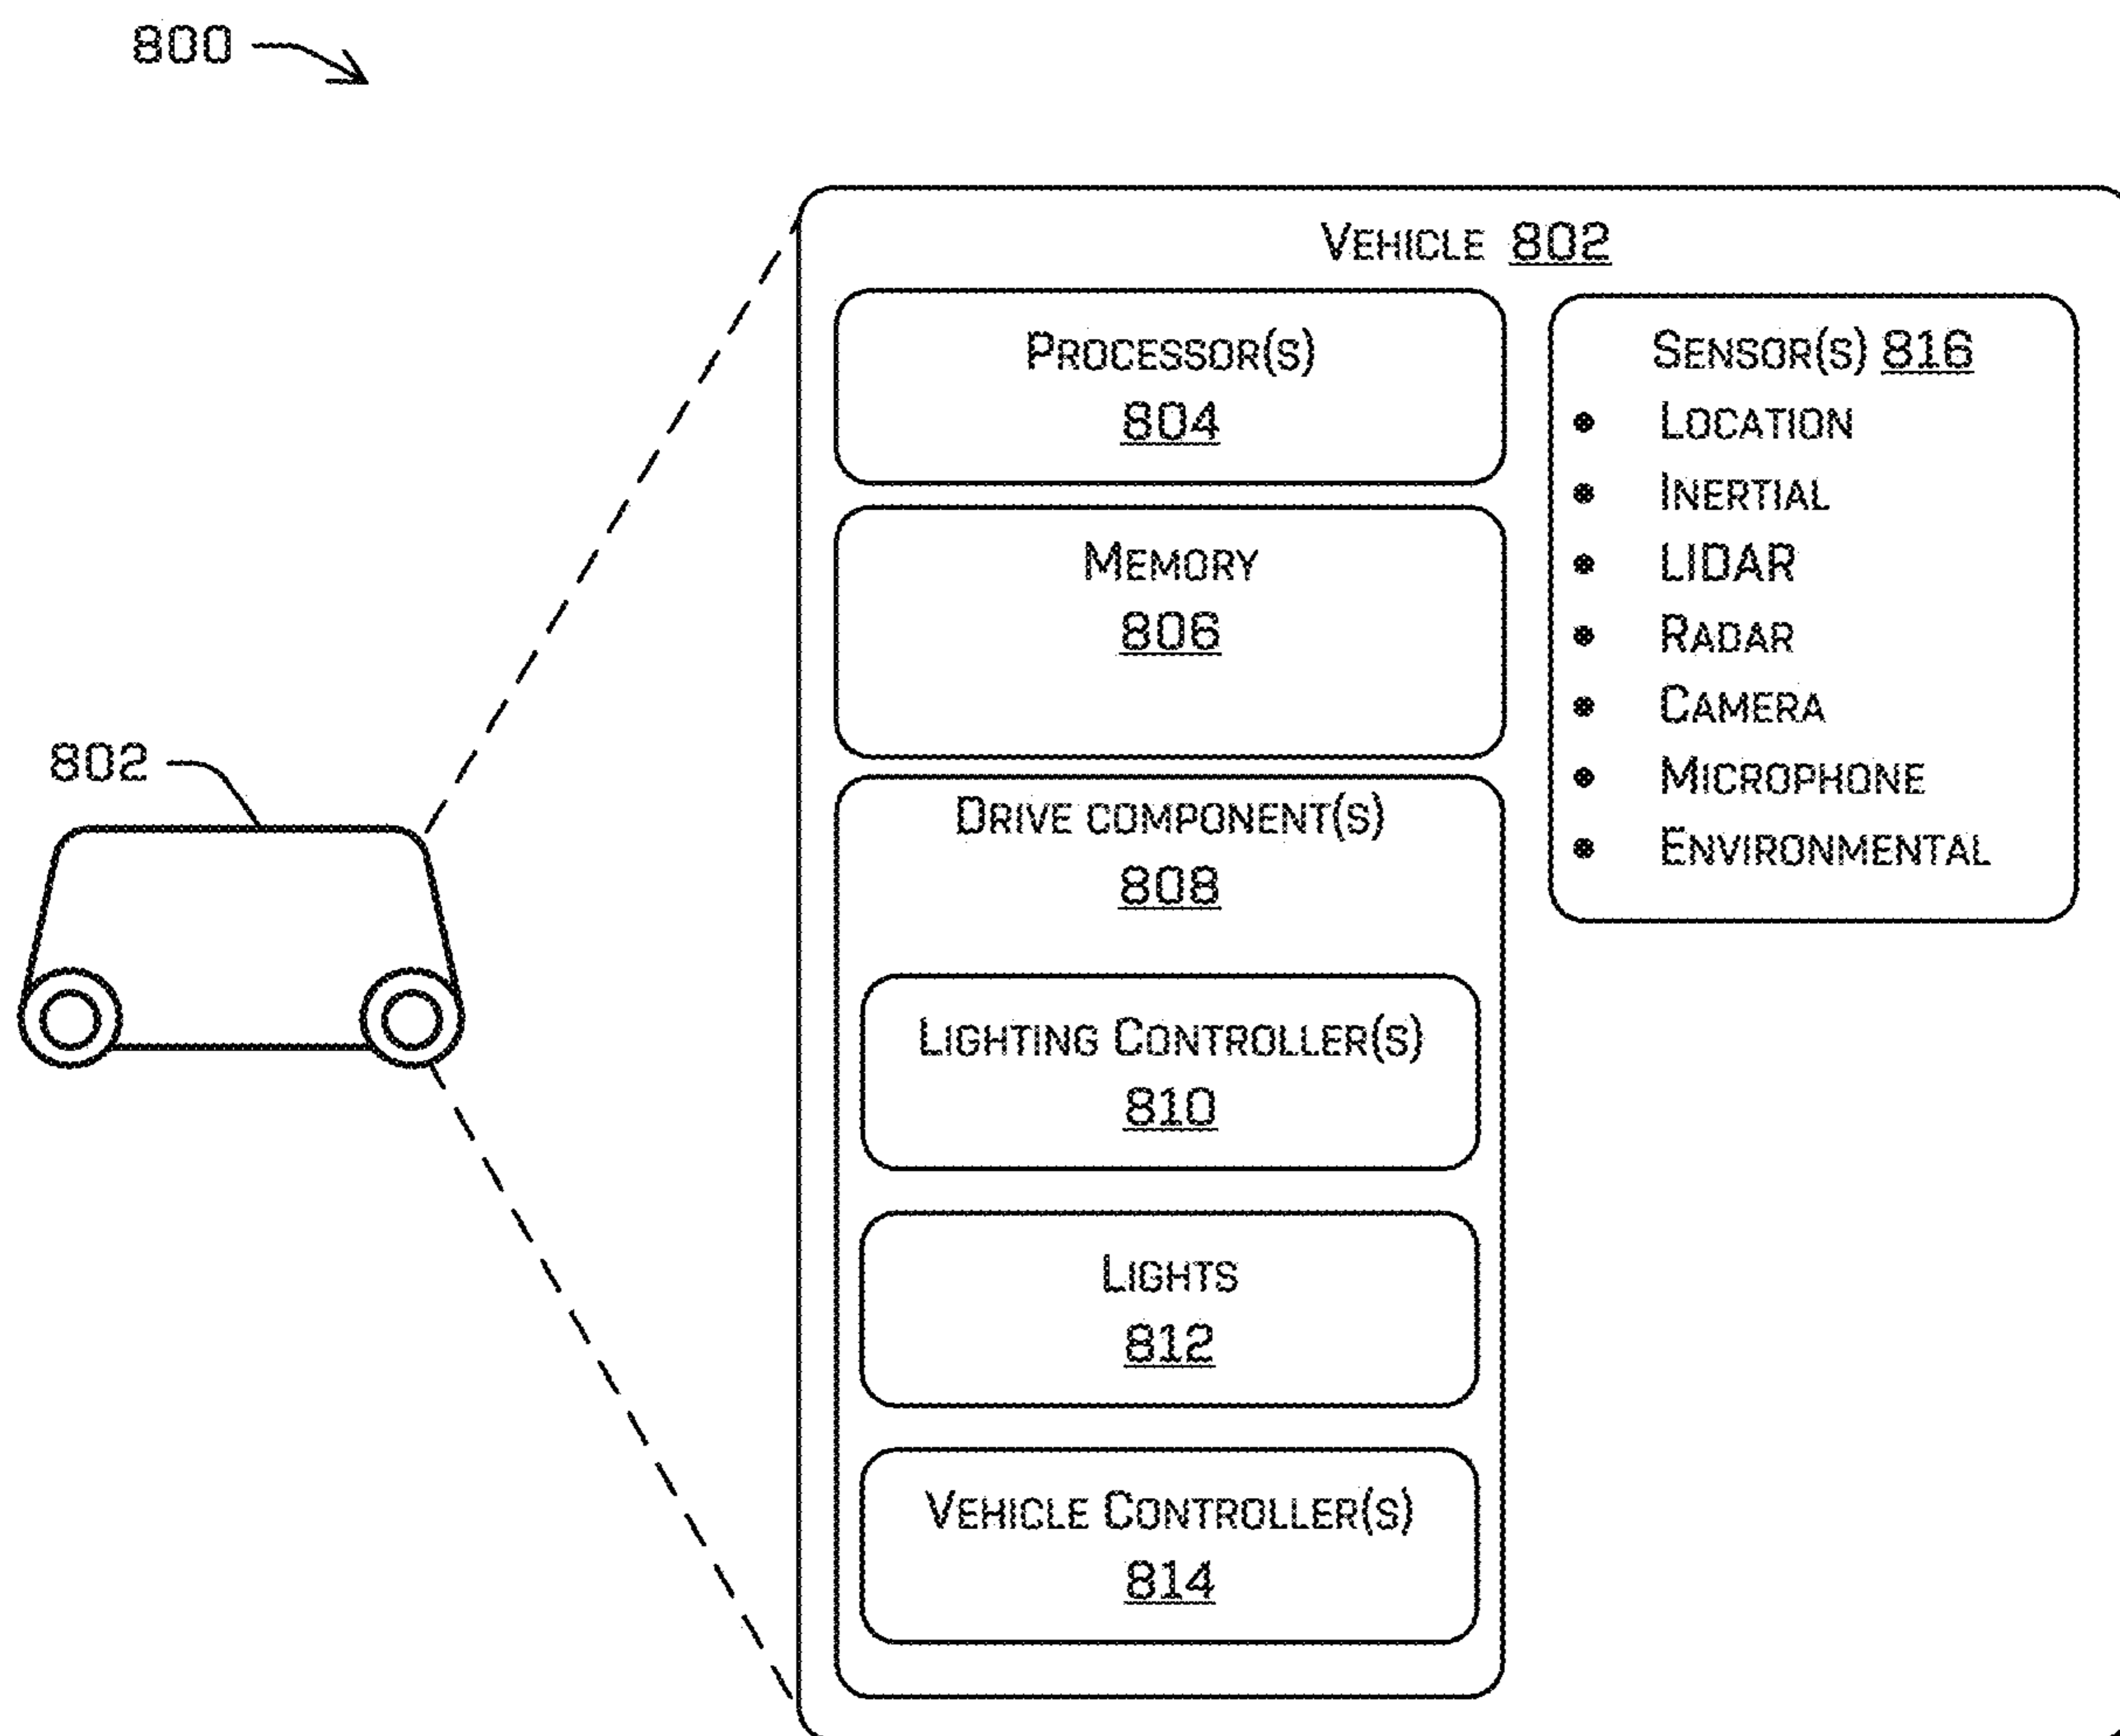 800
VEHICLE 802
PROCESSOR(S)
804
MEMORY
806
DRIVE COMPONENT(S)
808
LIGHTING CONTROLLER(S)
810
LIGHTS
812
VEHICLE CONTROLLER(S)
814
SENSOR(S) 816
• LOCATION
• INERTIAL
• LIDAR
• RADAR
• CAMERA
• MICROPHONE
• ENVIRONMENTAL
802